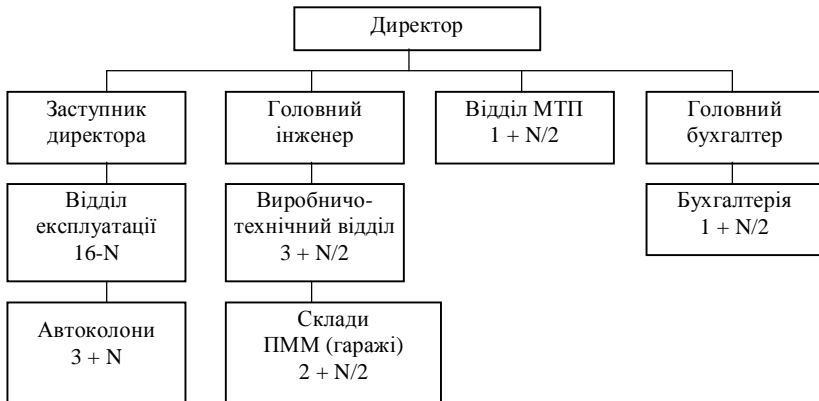 Директор
Заступник
директора
Головний
інженер
Відділ МТП
1 + N/2
Головний
бухгалтер
Відділ
експлуатації
16-N
Виробничо-
технічний відділ
3 + N/2
Бухгалтерія
1 + N/2
Автоколони
3 + N
Склади
ПММ (гаражі)
2 + N/2